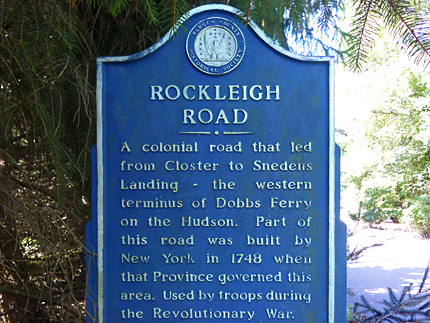 BERGEN COUNTY
HISTORICAL SOCIETY
ROCKLEIGH
ROAD
A colonial road that led
from Closter to Snedens
Landing - the western
terminus of Dobbs Ferry
on the Hudson. Part of
this road was built by
New York in 1748 when
that Province governed this
area. Used by troops during
the Revolutionary War.